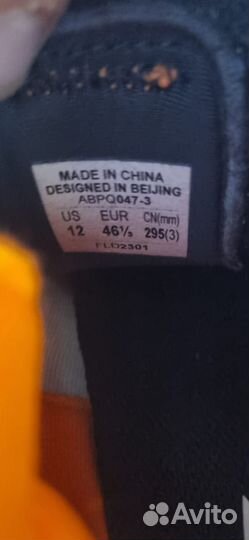 MADE IN CHINA
DESIGNED IN BEIJING
ABPQ047-3
US EUR CN(mm)
12 46⅓ 295(3)
FLD2301
Avito